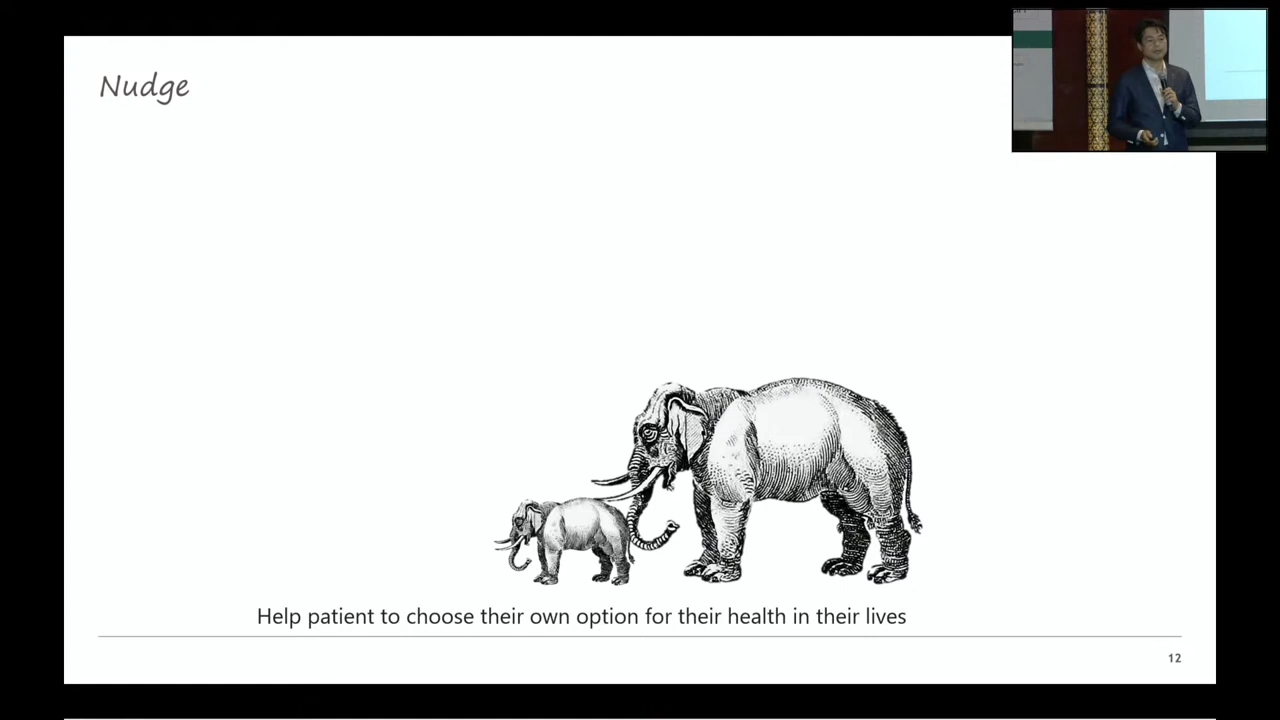 Nudge
Help patient to choose their own option for their health in their lives
12